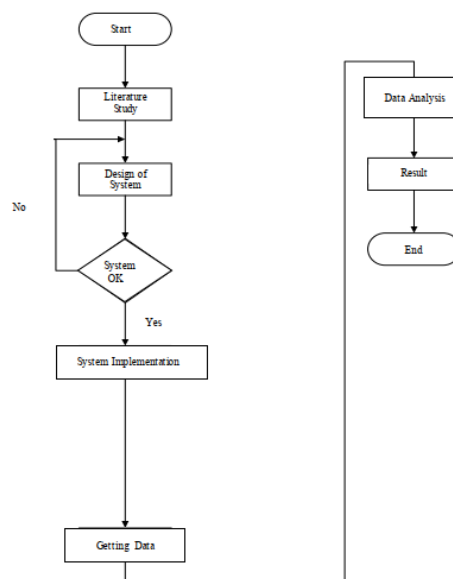 Start
Literature
Study
Design of
System
No
System
OK
Yes
System Implementation
Getting Data
Data Analysis
Result
End